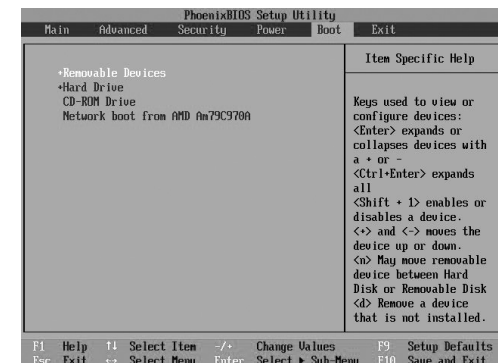 PhoenixBIOS Setup Utility
Main Advanced Security Power Boot Exit
Item Specific Help
+Removable Devices
+Hard Drive
CD-ROM Drive
Network boot from AMD Am79C970A
Keys used to view or
configure devices:
<Enter> expands or
collapses devices with
a + or -
<Ctrl+Enter> expands
all
<Shift + 1> enables or
disables a device.
<+> and <-> moves the
device up or down.
<n> May move removable
device between Hard
Disk or Removable Disk
<d> Remove a device
that is not installed.
F1 Help ↑↓ Select Item -/+ Change Values F9 Setup Defaults
Esc Exit ↔ Select Menu Enter Select ▶ Sub-Menu F10 Save and Exit